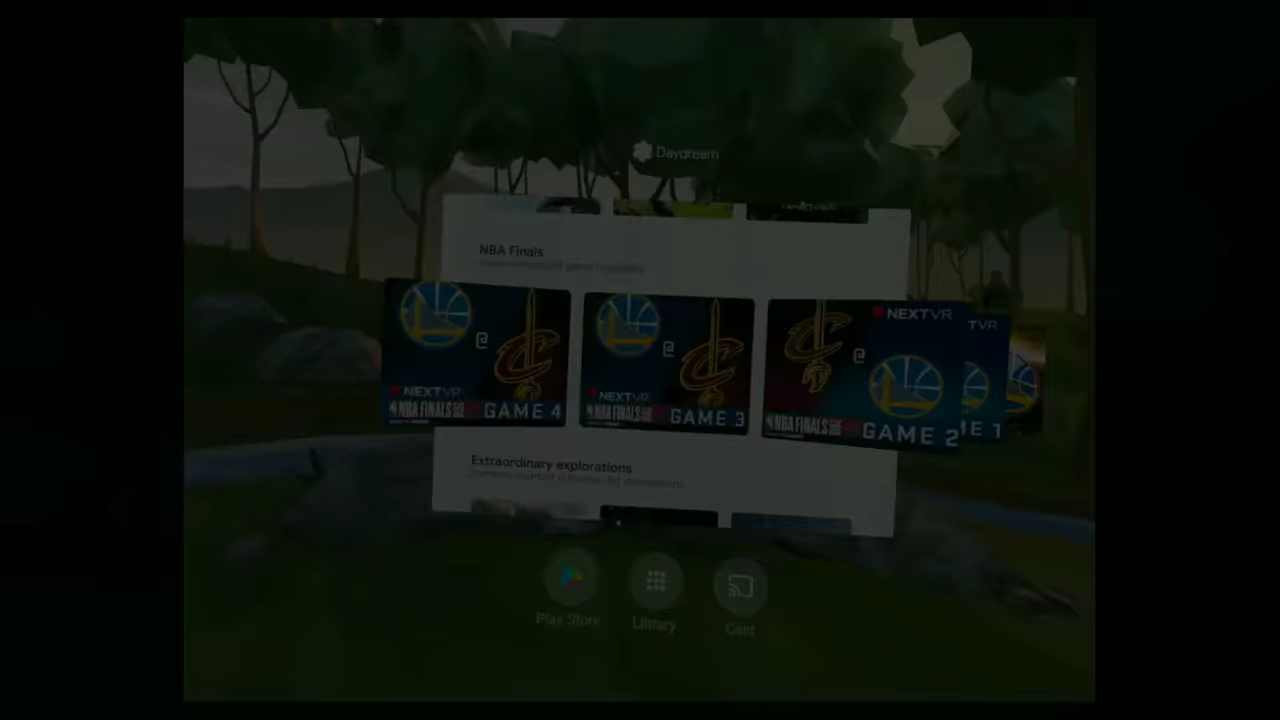 Daydream
NBA Finals
@
NEXTVR
NBA FINALS
GAME 4
@
NEXTVR
NBA FINALS
GAME 3
NEXTVR
@
NBA FINALS
GAME 2
TVR
E 1
Extraordinary explorations
Play Store
Library
Cast